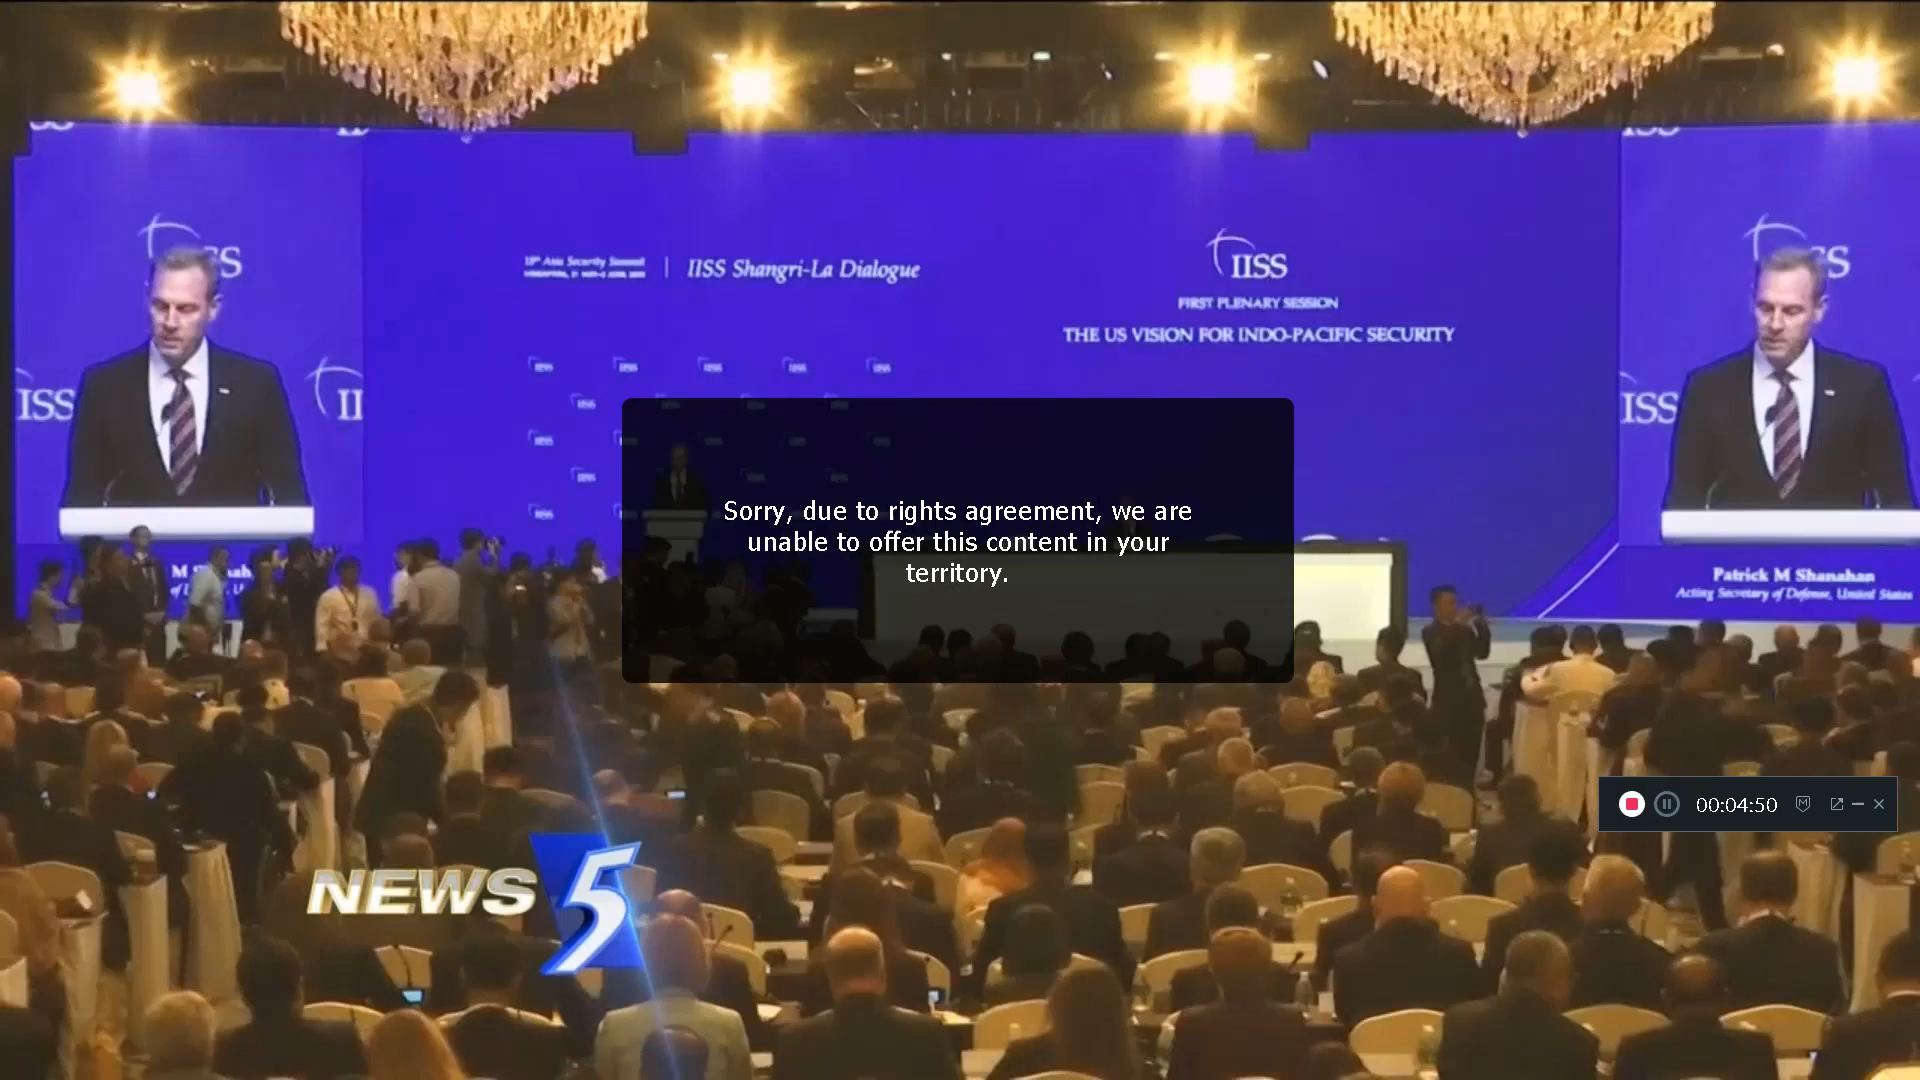 IISS
IISS Shangri-La Dialogue
IISS
FIRST PLENARY SESSION
THE US VISION FOR INDO-PACIFIC SECURITY
Sorry, due to rights agreement, we are
unable to offer this content in your
territory.
Patrick M Shanahan
Acting Secretary of Defense, United States
00:04:50
NEWS 5